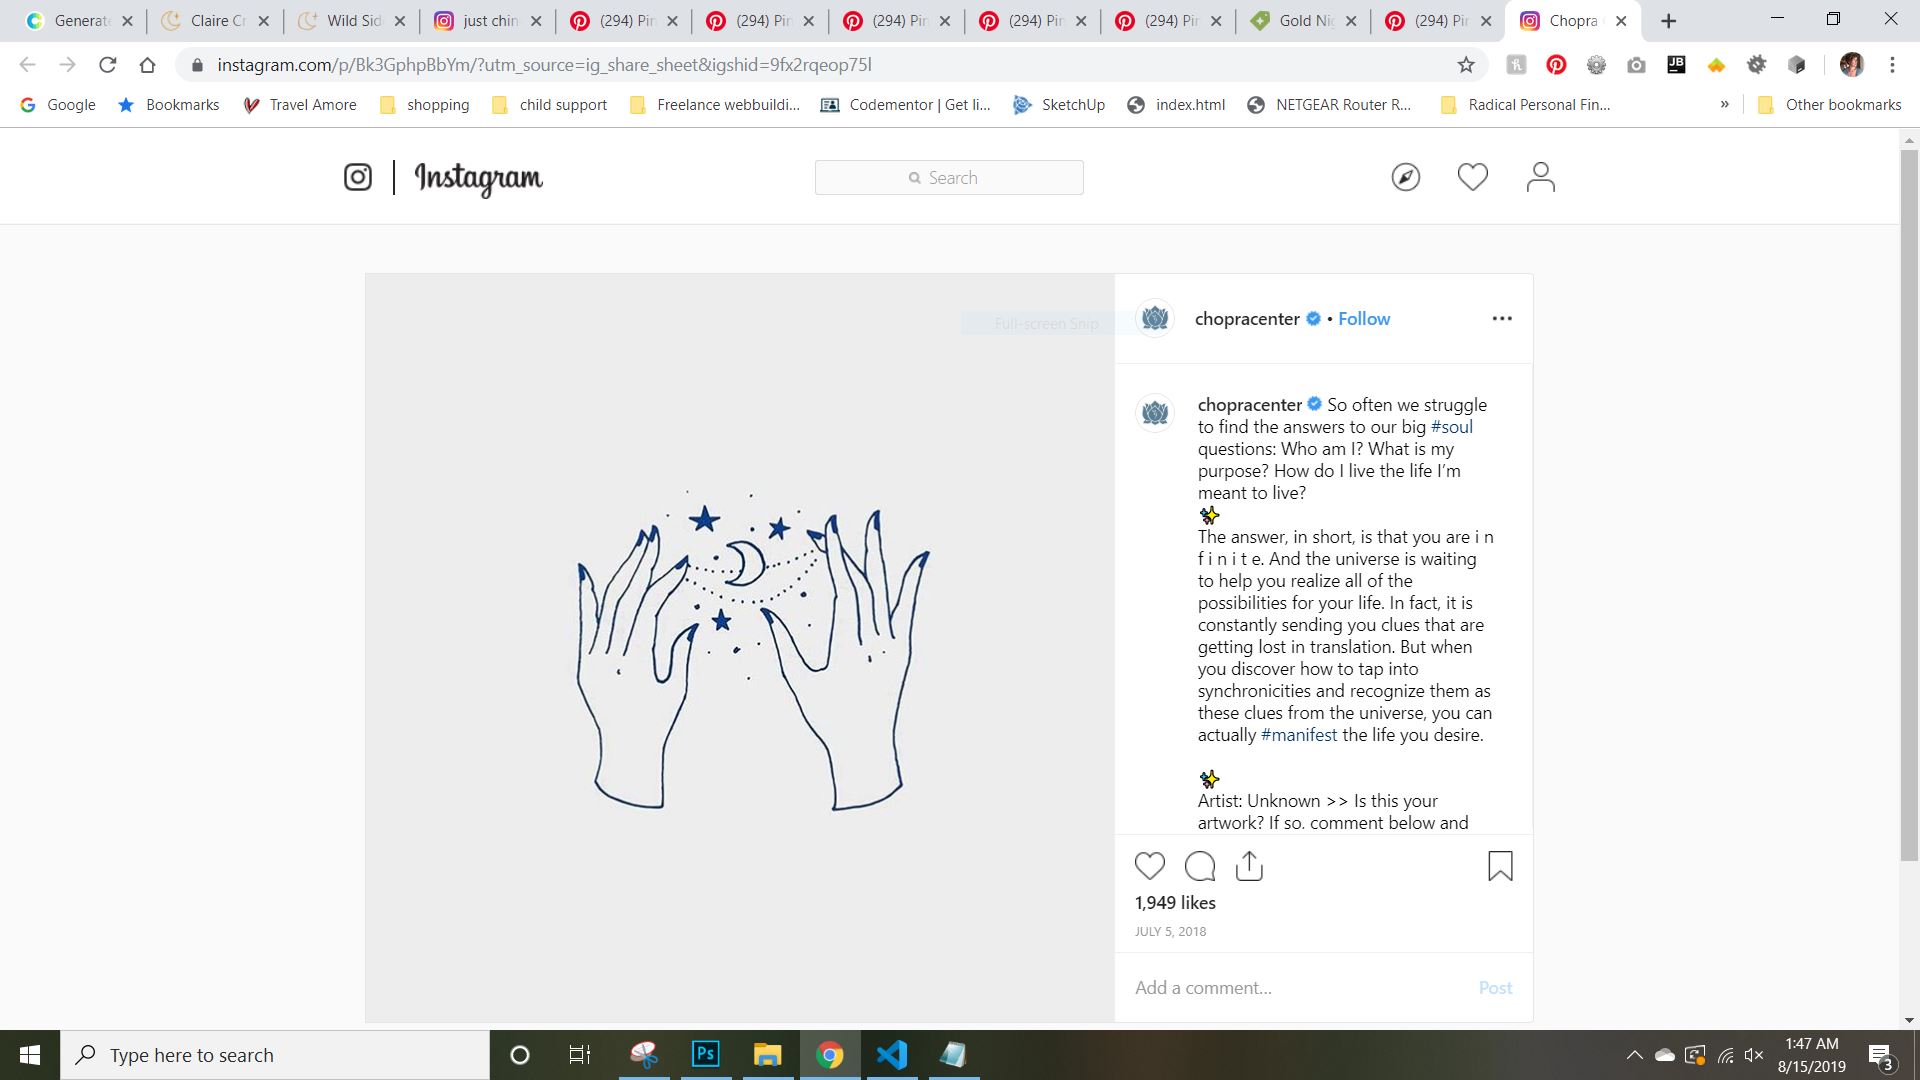 Generate
Claire Cr
Wild Sid
just chin
(294) Pin
(294) Pin
(294) Pin
(294) Pin
(294) Pin
Gold Nig
(294) Pin
Chopra
instagram.com/p/Bk3GphpBbYm/?utm_source=ig_share_sheet&igshid=9fx2rqeop75l
Google
Bookmarks
Travel Amore
shopping
child support
Freelance webbuildi...
Codementor | Get li...
SketchUp
index.html
NETGEAR Router R...
Radical Personal Fin...
»
Other bookmarks
Instagram
Search
Full-screen Snip
chopracenter • Follow
chopracenter So often we struggle
to find the answers to our big #soul
questions: Who am I? What is my
purpose? How do I live the life I'm
meant to live?
✨
The answer, in short, is that you are i n
f i n i t e. And the universe is waiting
to help you realize all of the
possibilities for your life. In fact, it is
constantly sending you clues that are
getting lost in translation. But when
you discover how to tap into
synchronicities and recognize them as
these clues from the universe, you can
actually #manifest the life you desire.
✨
Artist: Unknown >> Is this your
artwork? If so, comment below and
1,949 likes
JULY 5, 2018
Add a comment...
Post
Type here to search
Ps
1:47 AM
8/15/2019
3